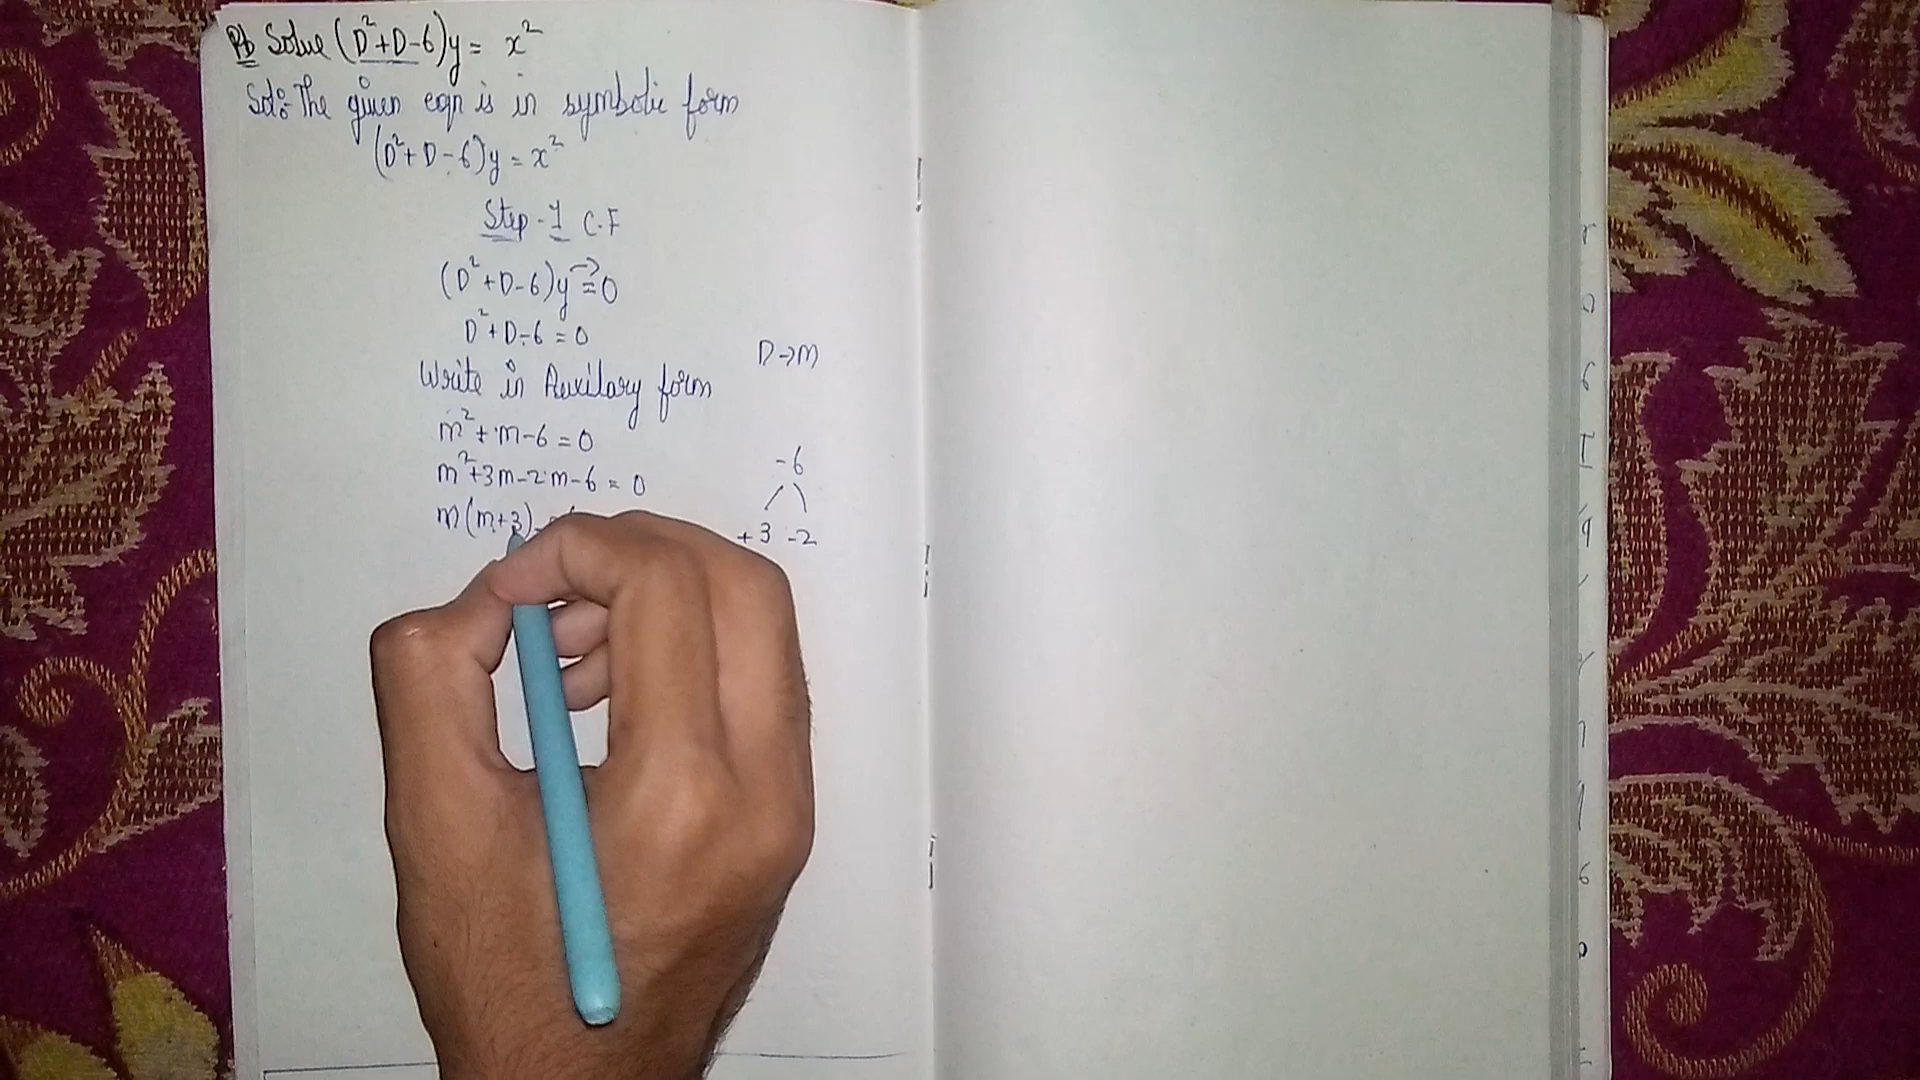 Pb Solve (D²+D-6)y = x²
Sol:- The given eqn is in symbolic form
(D²+D-6)y = x²
Step-1 C.F
(D²+D-6)y = 0
D²+D-6 = 0
D→m
Write in Auxilary form
m²+m-6 = 0
m²+3m-2m-6 = 0
m(m+3)-
-6
+3 -2